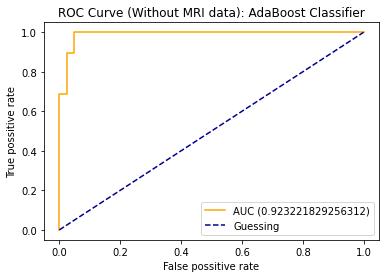 ROC Curve (Without MRI data): AdaBoost Classifier
1.0
0.8
0.6
0.4
0.2
0.0
True possitive rate
AUC (0.923221829256312)
Guessing
0.0 0.2 0.4 0.6 0.8 1.0
False possitive rate